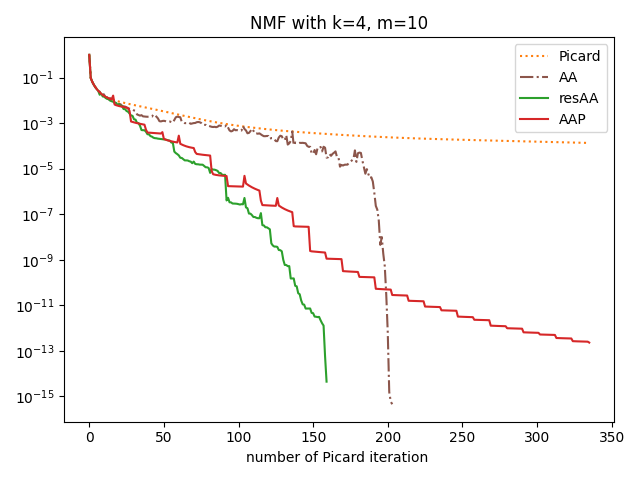 NMF with k=4, m=10
Picard
AA
resAA
AAP
10^{-1}
10^{-3}
10^{-5}
10^{-7}
10^{-9}
10^{-11}
10^{-13}
10^{-15}
0 50 100 150 200 250 300 350
number of Picard iteration